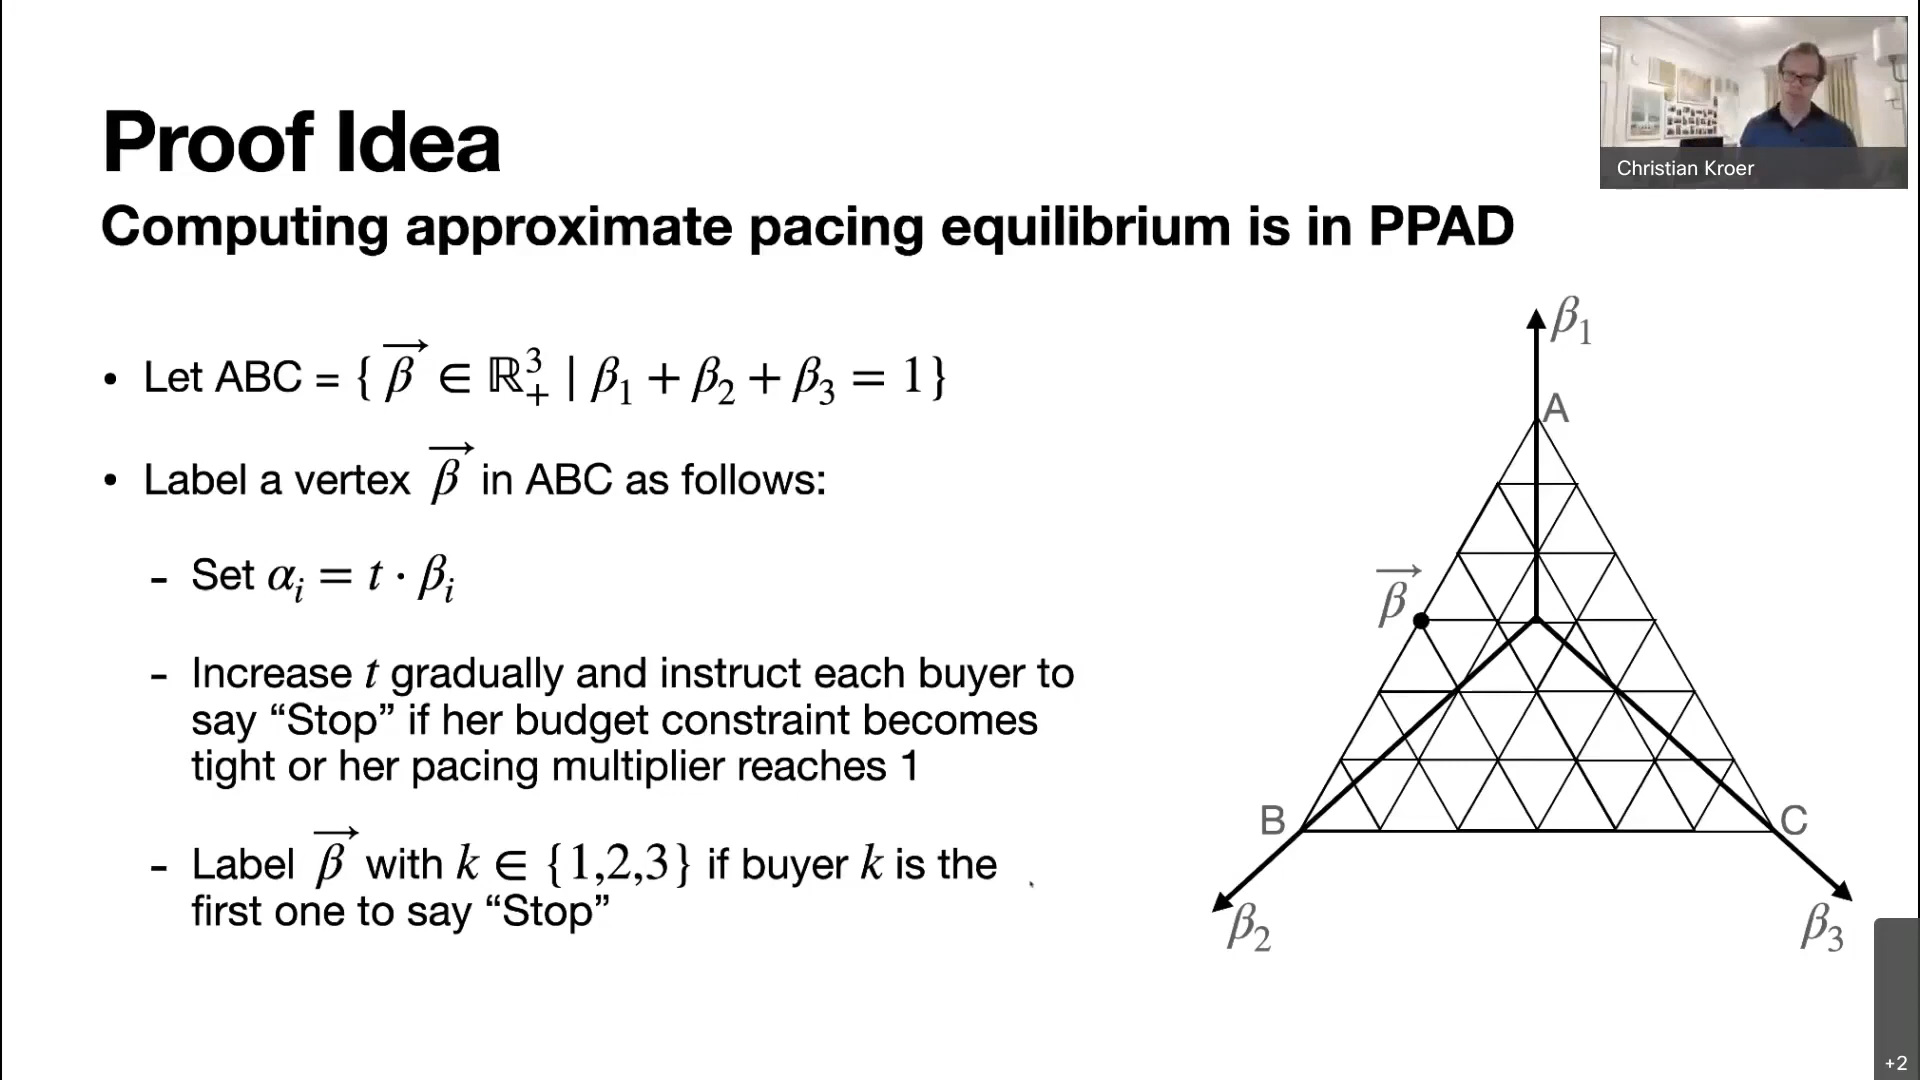 Christian Kroer
Proof Idea
Computing approximate pacing equilibrium is in PPAD
• Let ABC = { β⃗ ∈ ℝ³₊ | β₁ + β₂ + β₃ = 1}
• Label a vertex β⃗ in ABC as follows:
- Set αᵢ = t · βᵢ
- Increase t gradually and instruct each buyer to
say “Stop” if her budget constraint becomes
tight or her pacing multiplier reaches 1
- Label β⃗ with k ∈ {1,2,3} if buyer k is the
first one to say “Stop”
β₁
A
β⃗
B
C
β₂
β₃
+2